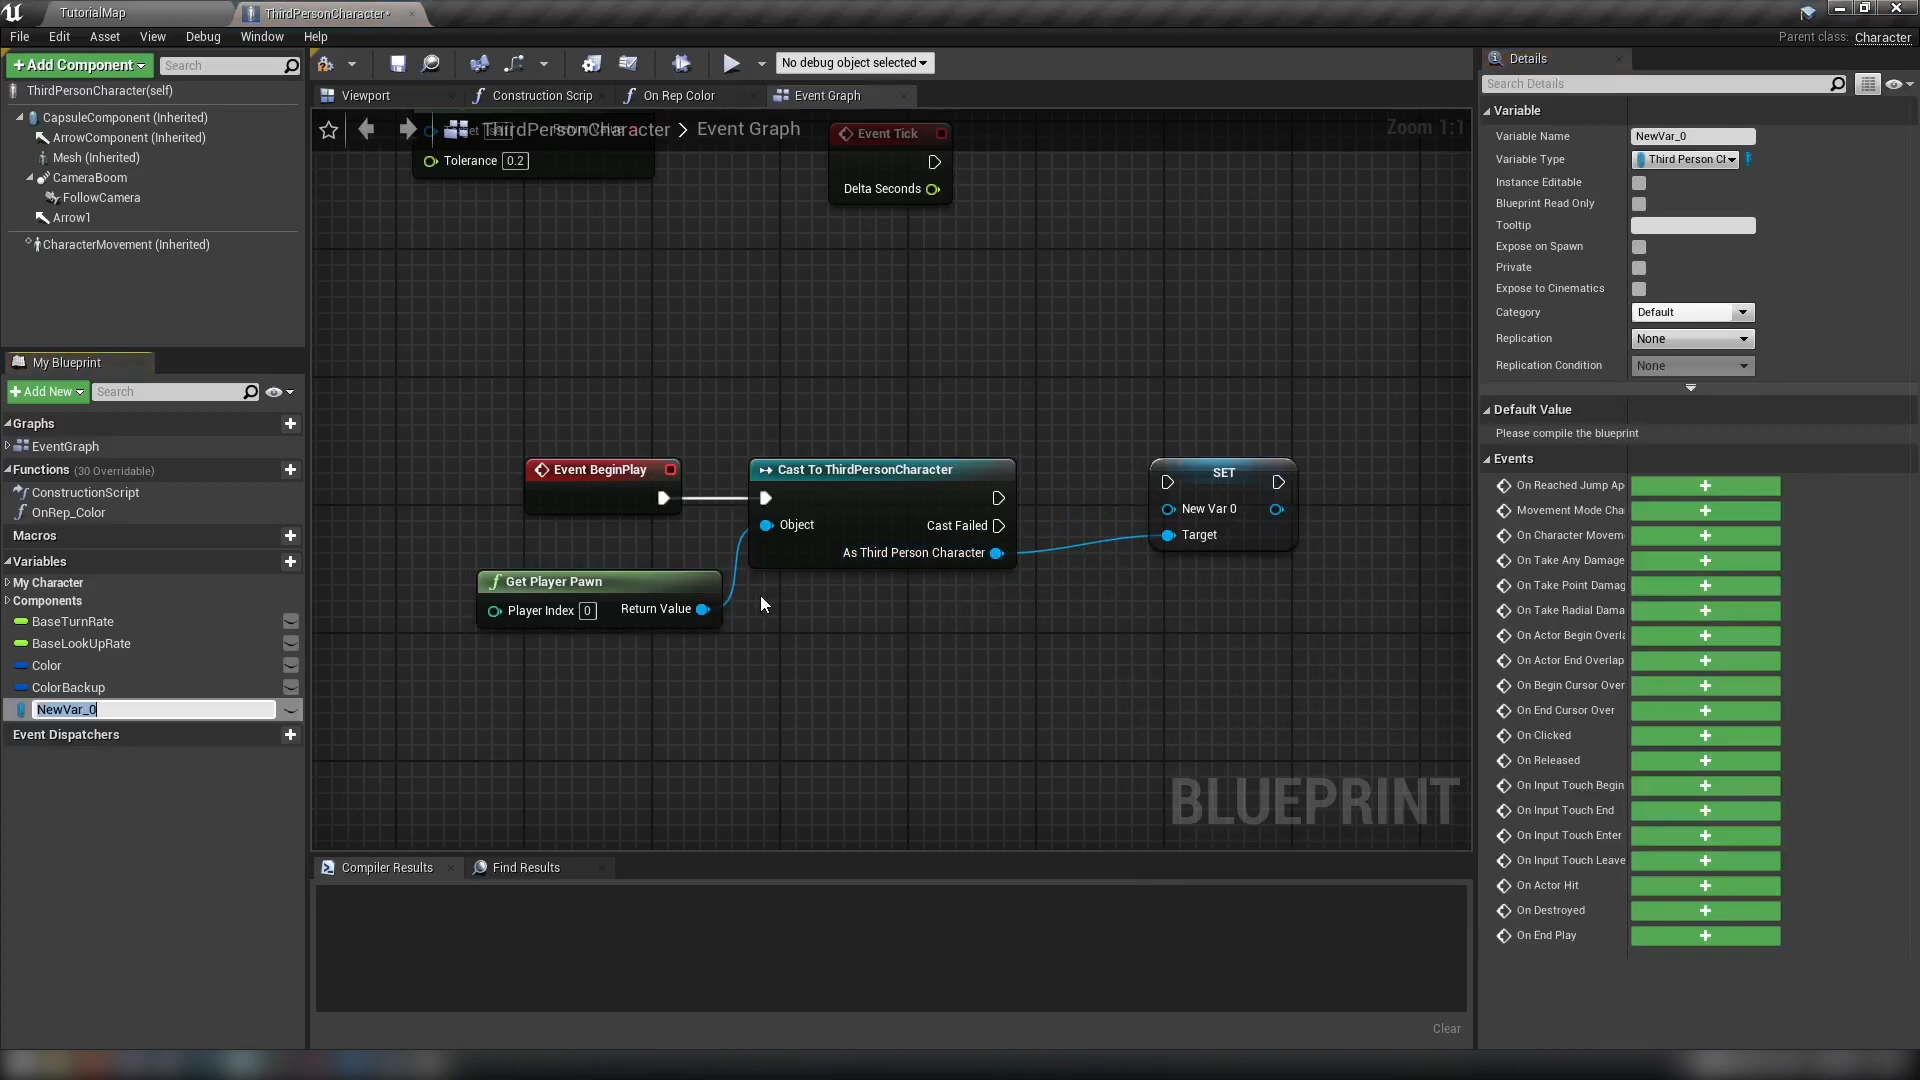 TutorialMap
ThirdPersonCharacter*
File Edit Asset View Debug Window Help
Parent class: Character
Add Component
Search
ThirdPersonCharacter(self)
CapsuleComponent (Inherited)
ArrowComponent (Inherited)
Mesh (Inherited)
CameraBoom
FollowCamera
Arrow1
CharacterMovement (Inherited)
My Blueprint
Add New
Search
Graphs
EventGraph
Functions (30 Overridable)
ConstructionScript
OnRep_Color
Macros
Variables
My Character
Components
BaseTurnRate
BaseLookUpRate
Color
ColorBackup
NewVar_0
Event Dispatchers
No debug object selected
Viewport
Construction Scrip
On Rep Color
Event Graph
ThirdPersonCharacter > Event Graph
Zoom 1:1
Tolerance 0.2
Event Tick
Delta Seconds
Event BeginPlay
Cast To ThirdPersonCharacter
Object
Cast Failed
As Third Person Character
SET
New Var 0
Target
Get Player Pawn
Player Index 0
Return Value
BLUEPRINT
Compiler Results
Find Results
Clear
Details
Search Details
Variable
Variable Name NewVar_0
Variable Type Third Person Cl
Instance Editable
Blueprint Read Only
Tooltip
Expose on Spawn
Private
Expose to Cinematics
Category Default
Replication None
Replication Condition None
Default Value
Please compile the blueprint
Events
On Reached Jump Ap
Movement Mode Cha
On Character Movem
On Take Any Damage
On Take Point Damag
On Take Radial Dama
On Actor Begin Overla
On Actor End Overlap
On Begin Cursor Over
On End Cursor Over
On Clicked
On Released
On Input Touch Begin
On Input Touch End
On Input Touch Enter
On Input Touch Leave
On Actor Hit
On Destroyed
On End Play